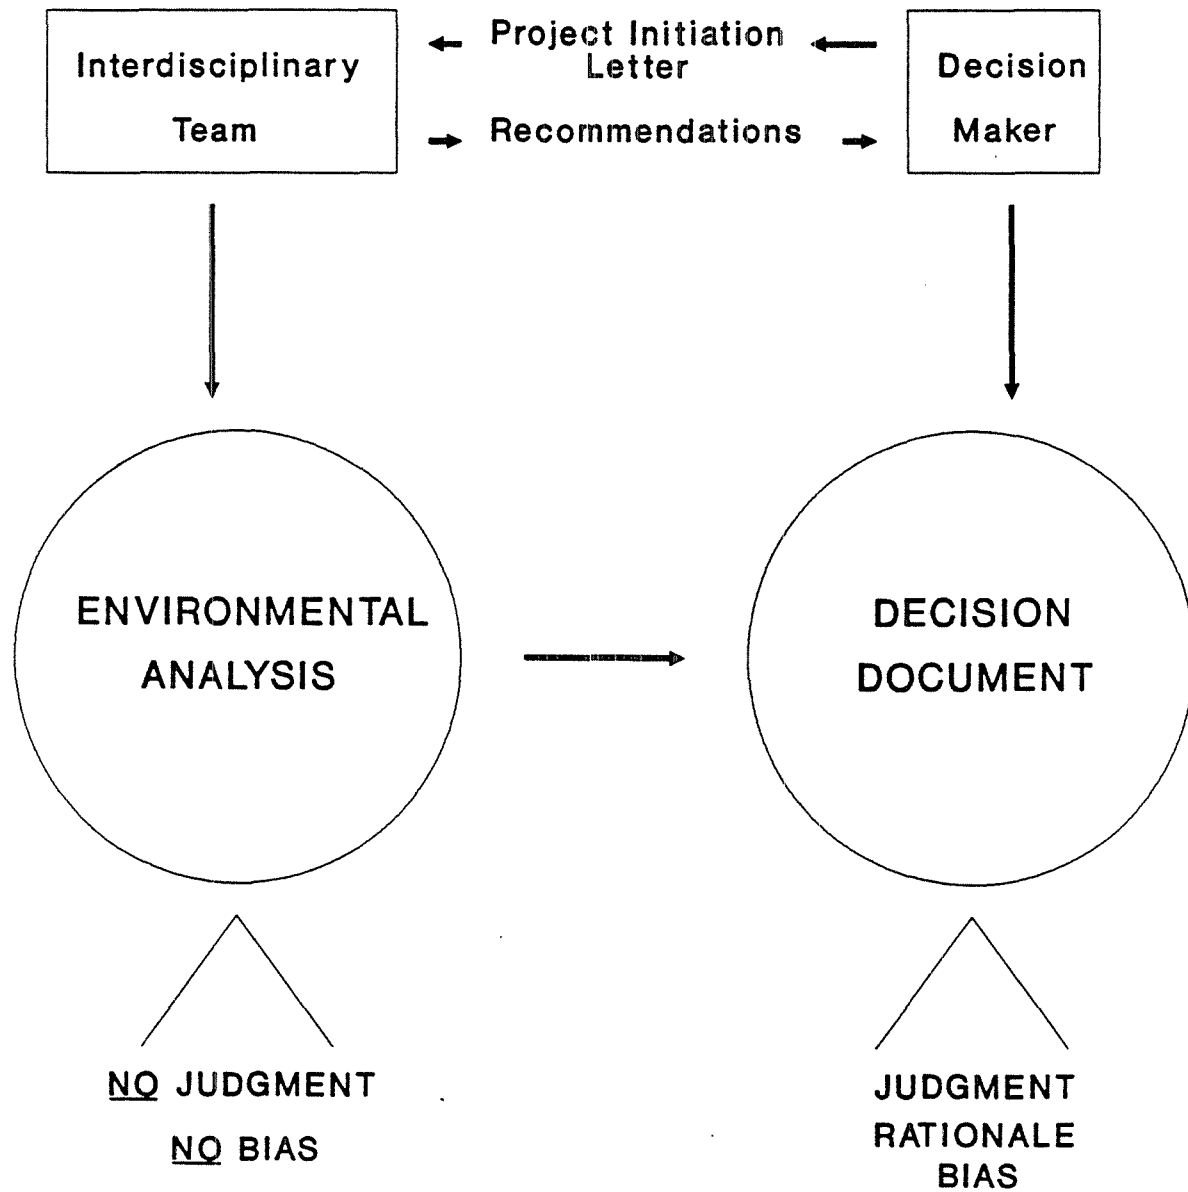 Interdisciplinary
Team
Project Initiation
Letter
Recommendations
Decision
Maker
ENVIRONMENTAL
ANALYSIS
DECISION
DOCUMENT
NO JUDGMENT
NO BIAS
JUDGMENT
RATIONALE
BIAS